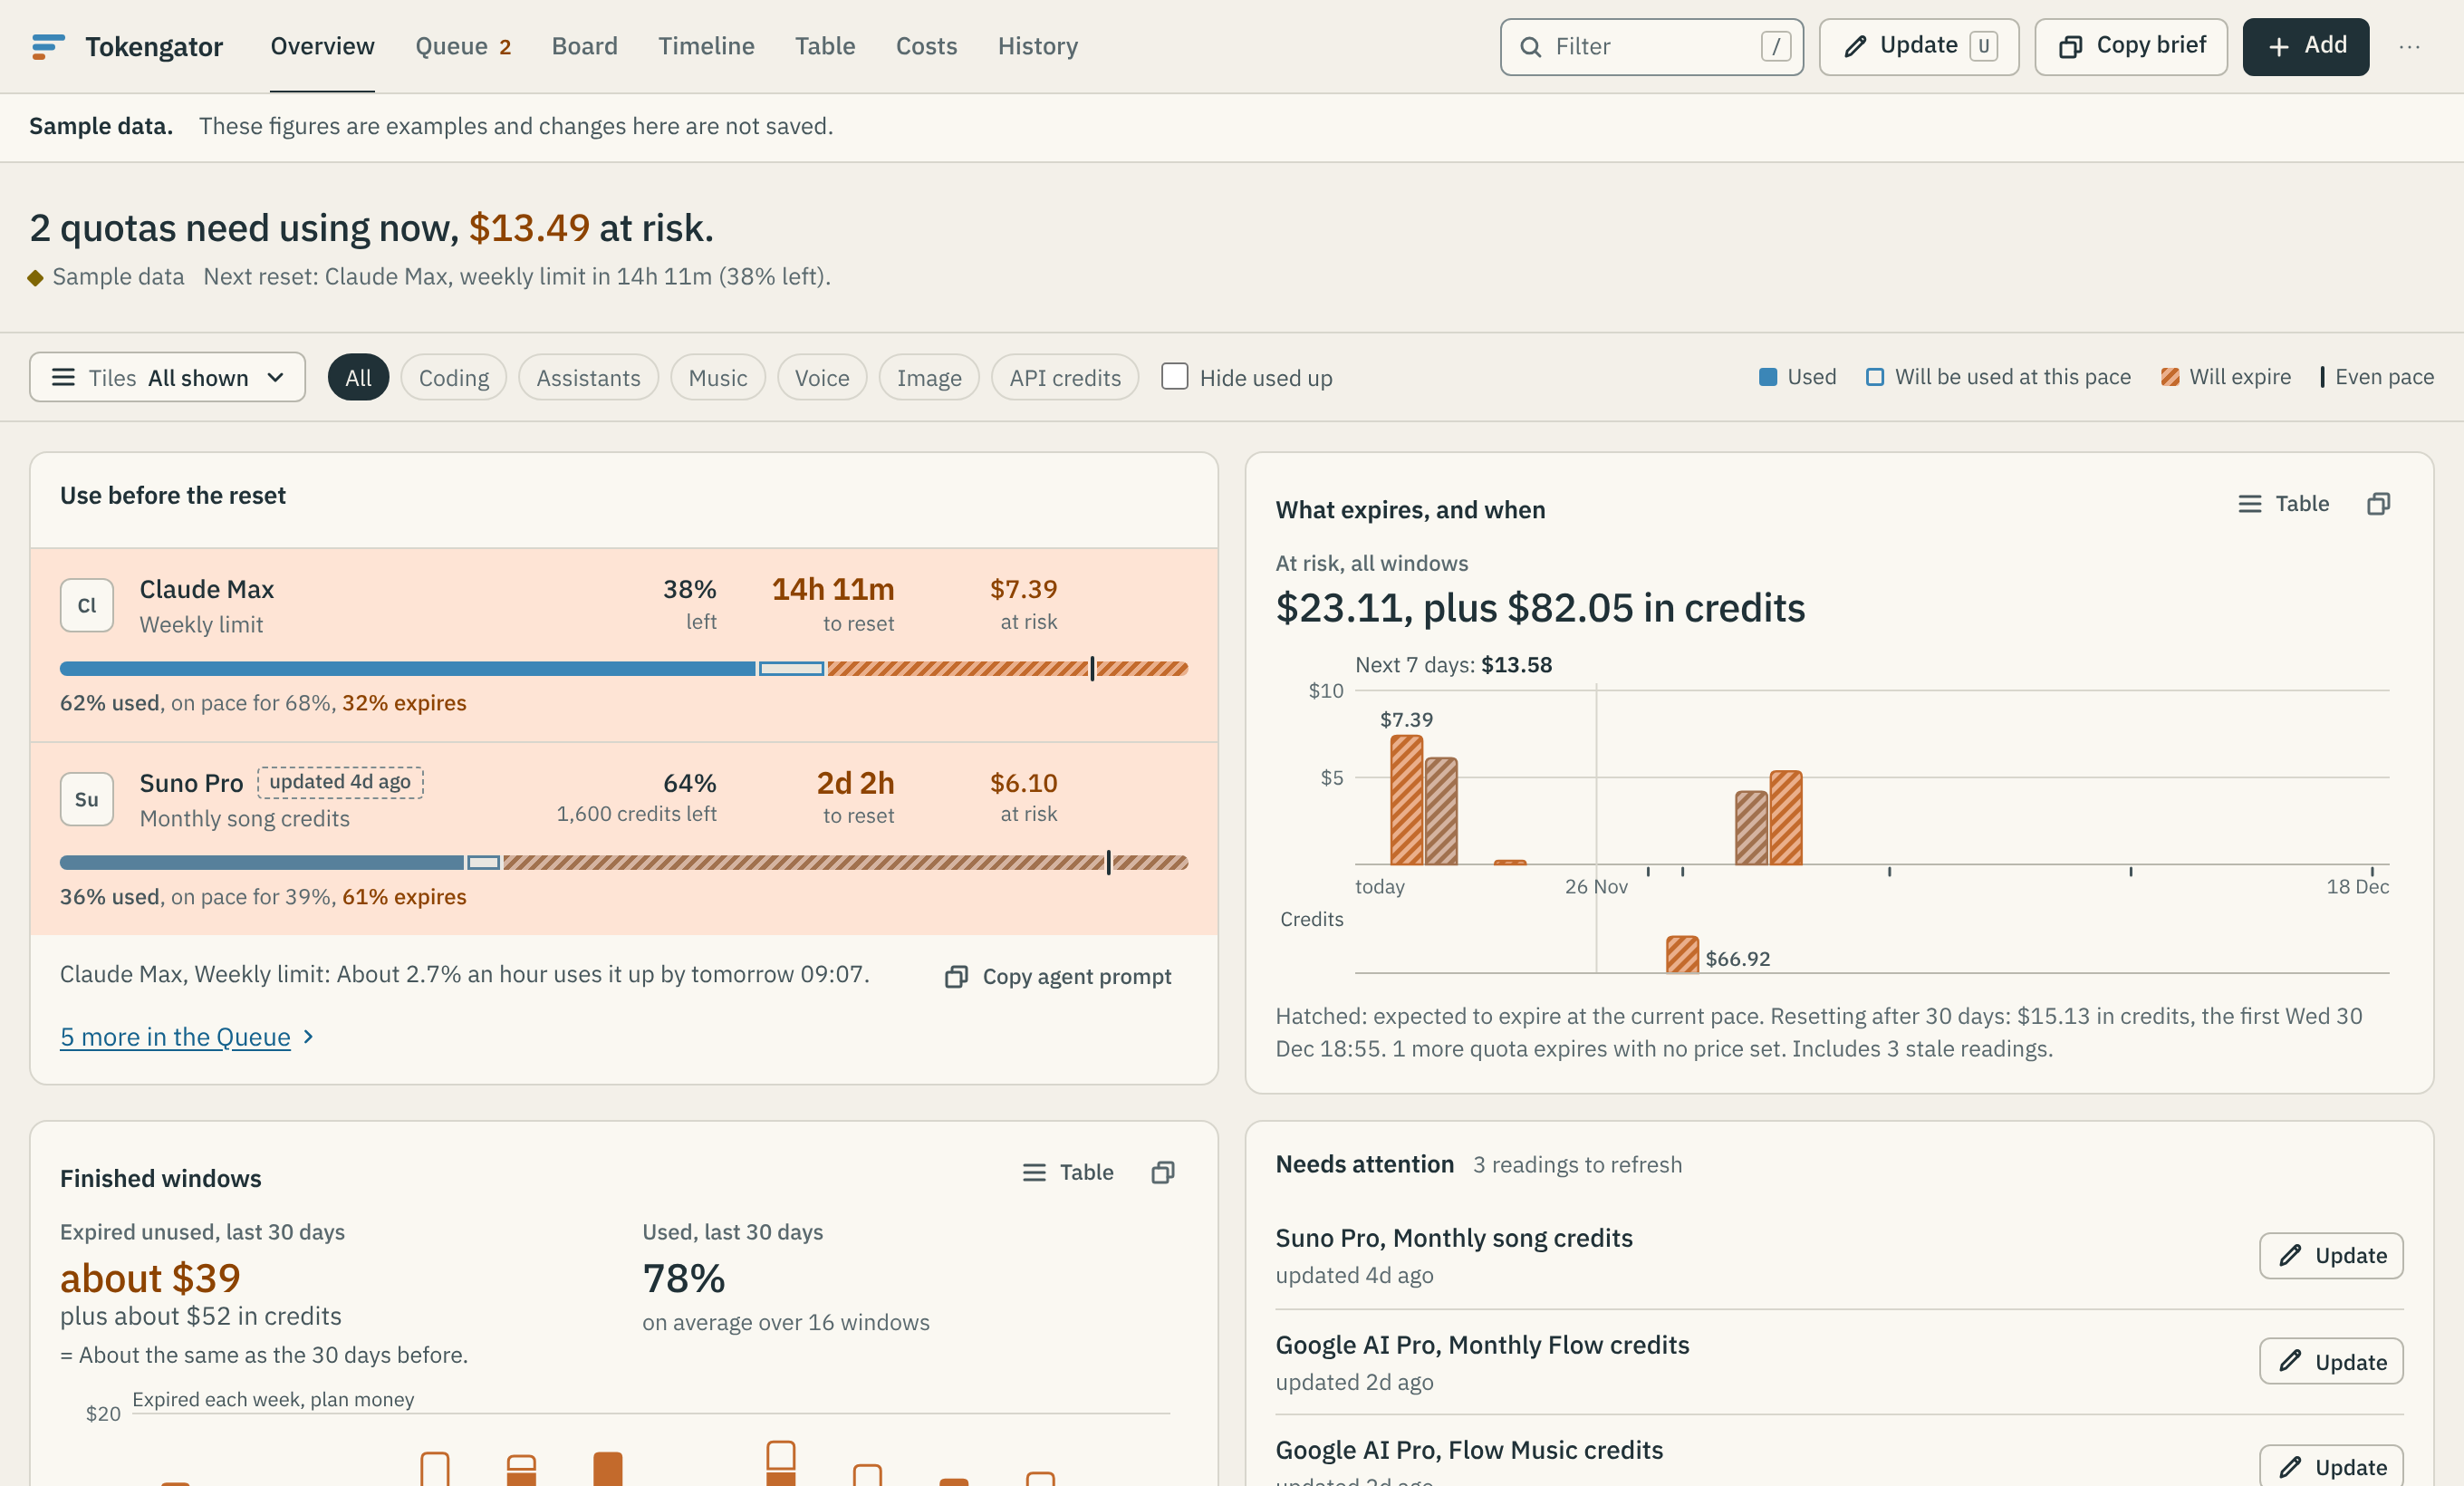 Tokengator Overview Queue 2 Board Timeline Table Costs History Filter / Update U Copy brief + Add ...
Sample data. These figures are examples and changes here are not saved.
2 quotas need using now, $13.49 at risk.
Sample data Next reset: Claude Max, weekly limit in 14h 11m (38% left).
Tiles All shown All Coding Assistants Music Voice Image API credits Hide used up Used Will be used at this pace Will expire Even pace
Use before the reset
Cl Claude Max 38% 14h 11m $7.39
Weekly limit left to reset at risk
62% used, on pace for 68%, 32% expires
Su Suno Pro updated 4d ago 64% 2d 2h $6.10
Monthly song credits 1,600 credits left to reset at risk
36% used, on pace for 39%, 61% expires
Claude Max, Weekly limit: About 2.7% an hour uses it up by tomorrow 09:07. Copy agent prompt
5 more in the Queue
What expires, and when Table
At risk, all windows
$23.11, plus $82.05 in credits
Next 7 days: $13.58
$10
$7.39
$5
today 26 Nov 18 Dec
Credits
$66.92
Hatched: expected to expire at the current pace. Resetting after 30 days: $15.13 in credits, the first Wed 30
Dec 18:55. 1 more quota expires with no price set. Includes 3 stale readings.
Finished windows Table
Expired unused, last 30 days Used, last 30 days
about $39 78%
plus about $52 in credits on average over 16 windows
= About the same as the 30 days before.
Expired each week, plan money
$20
Needs attention 3 readings to refresh
Suno Pro, Monthly song credits
updated 4d ago Update
Google AI Pro, Monthly Flow credits
updated 2d ago Update
Google AI Pro, Flow Music credits
Update